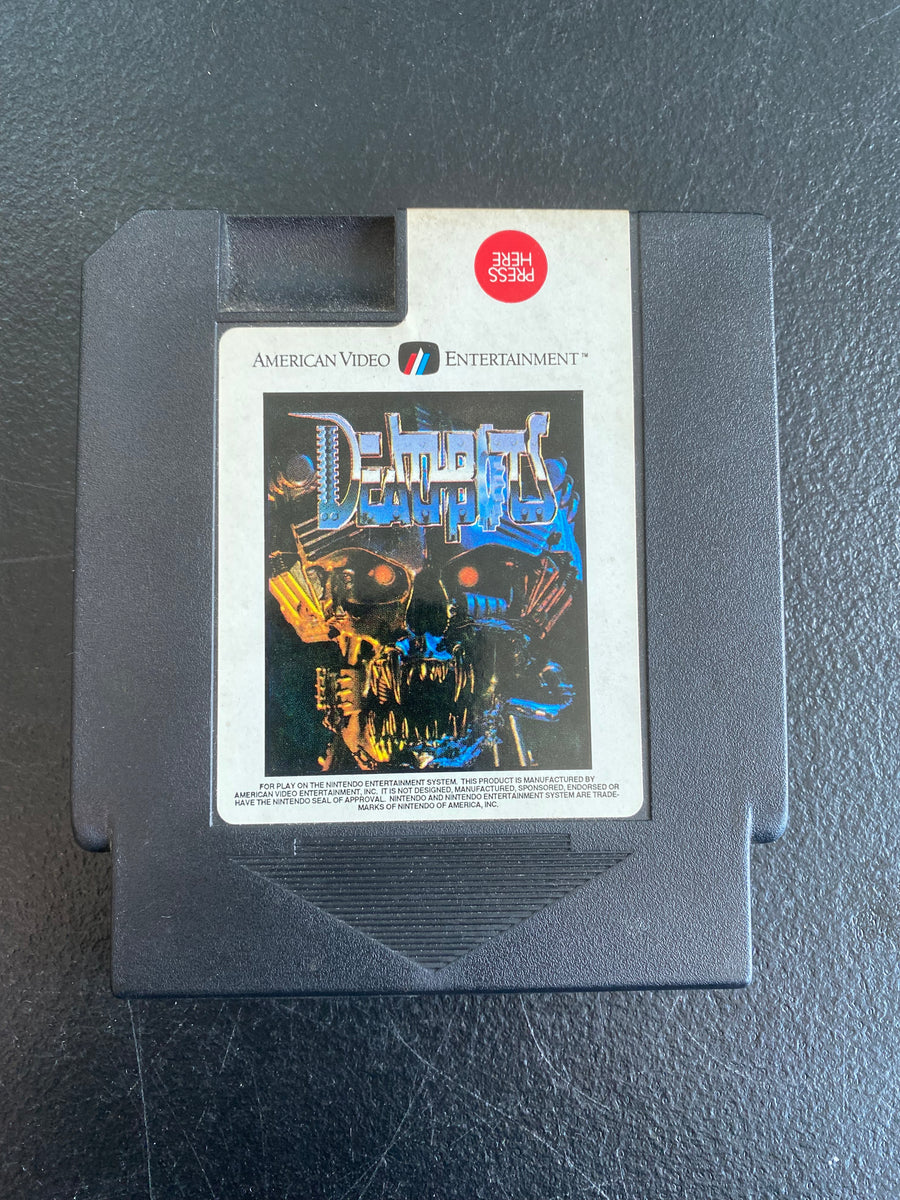 PRESS
HERE
AMERICAN VIDEO ENTERTAINMENT™
DEATHBOTS
FOR PLAY ON THE NINTENDO ENTERTAINMENT SYSTEM. THIS PRODUCT IS MANUFACTURED BY
AMERICAN VIDEO ENTERTAINMENT, INC. IT IS NOT DESIGNED, MANUFACTURED, SPONSORED, ENDORSED OR
HAVE THE NINTENDO SEAL OF APPROVAL. NINTENDO AND NINTENDO ENTERTAINMENT SYSTEM ARE TRADE-
MARKS OF NINTENDO OF AMERICA, INC.